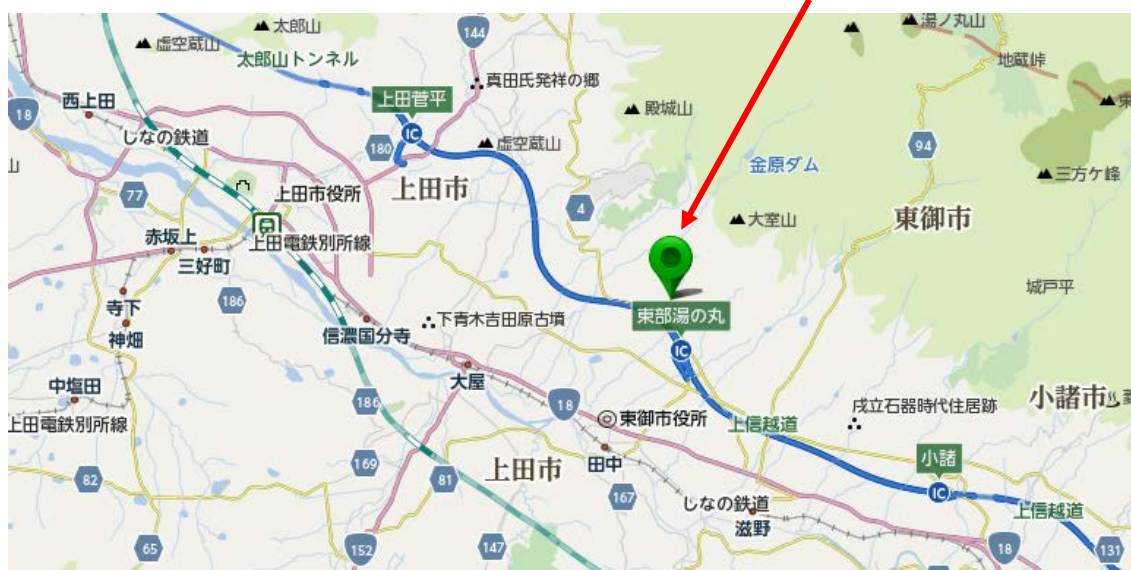 太郎山
虚空蔵山
太郎山トンネル
144
湯ノ丸山
地蔵峠
西上田
18
しなの鉄道
上田菅平
IC
真田氏発祥の郷
殿城山
東
山
180
虚空蔵山
94
金原ダム
三方ケ峰
77
上田市役所
上田市
4
大室山
東御市
赤坂上
上田電鉄別所線
三好町
186
寺下
神畑
信濃国分寺
下青木吉田原古墳
東部湯の丸
IC
城戸平
中塩田
上田電鉄別所線
大屋
186
18
東御市役所
上信越道
戌立石器時代住居跡
小諸市
上田市
田中
169
81
82
167
小諸
IC
しなの鉄道
滋野
上信越道
65
152
147
18
131